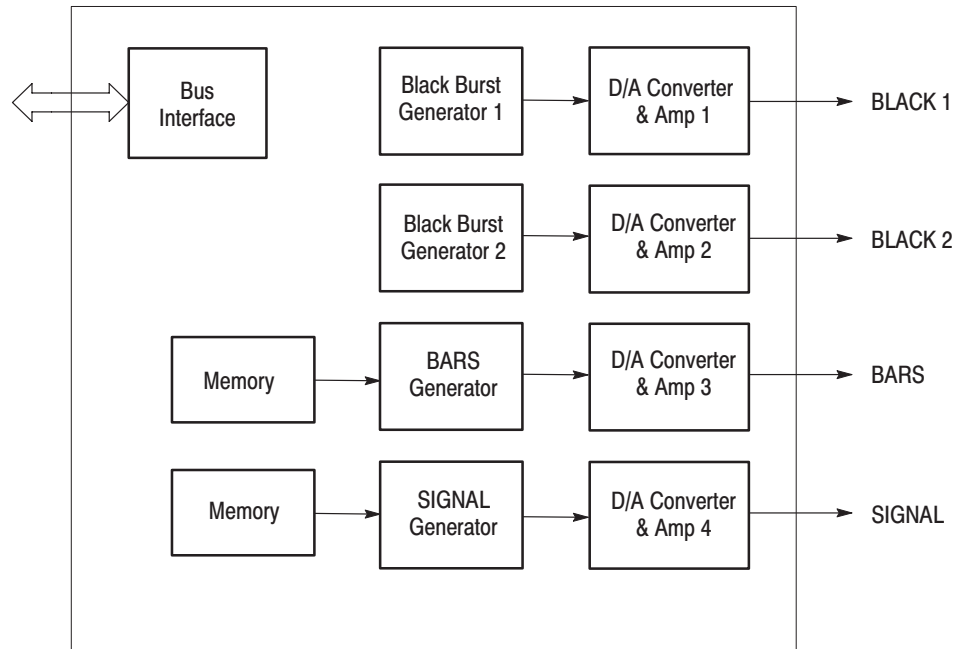 Bus
Interface
Black Burst
Generator 1
D/A Converter
& Amp 1
BLACK 1
Black Burst
Generator 2
D/A Converter
& Amp 2
BLACK 2
Memory
BARS
Generator
D/A Converter
& Amp 3
BARS
Memory
SIGNAL
Generator
D/A Converter
& Amp 4
SIGNAL